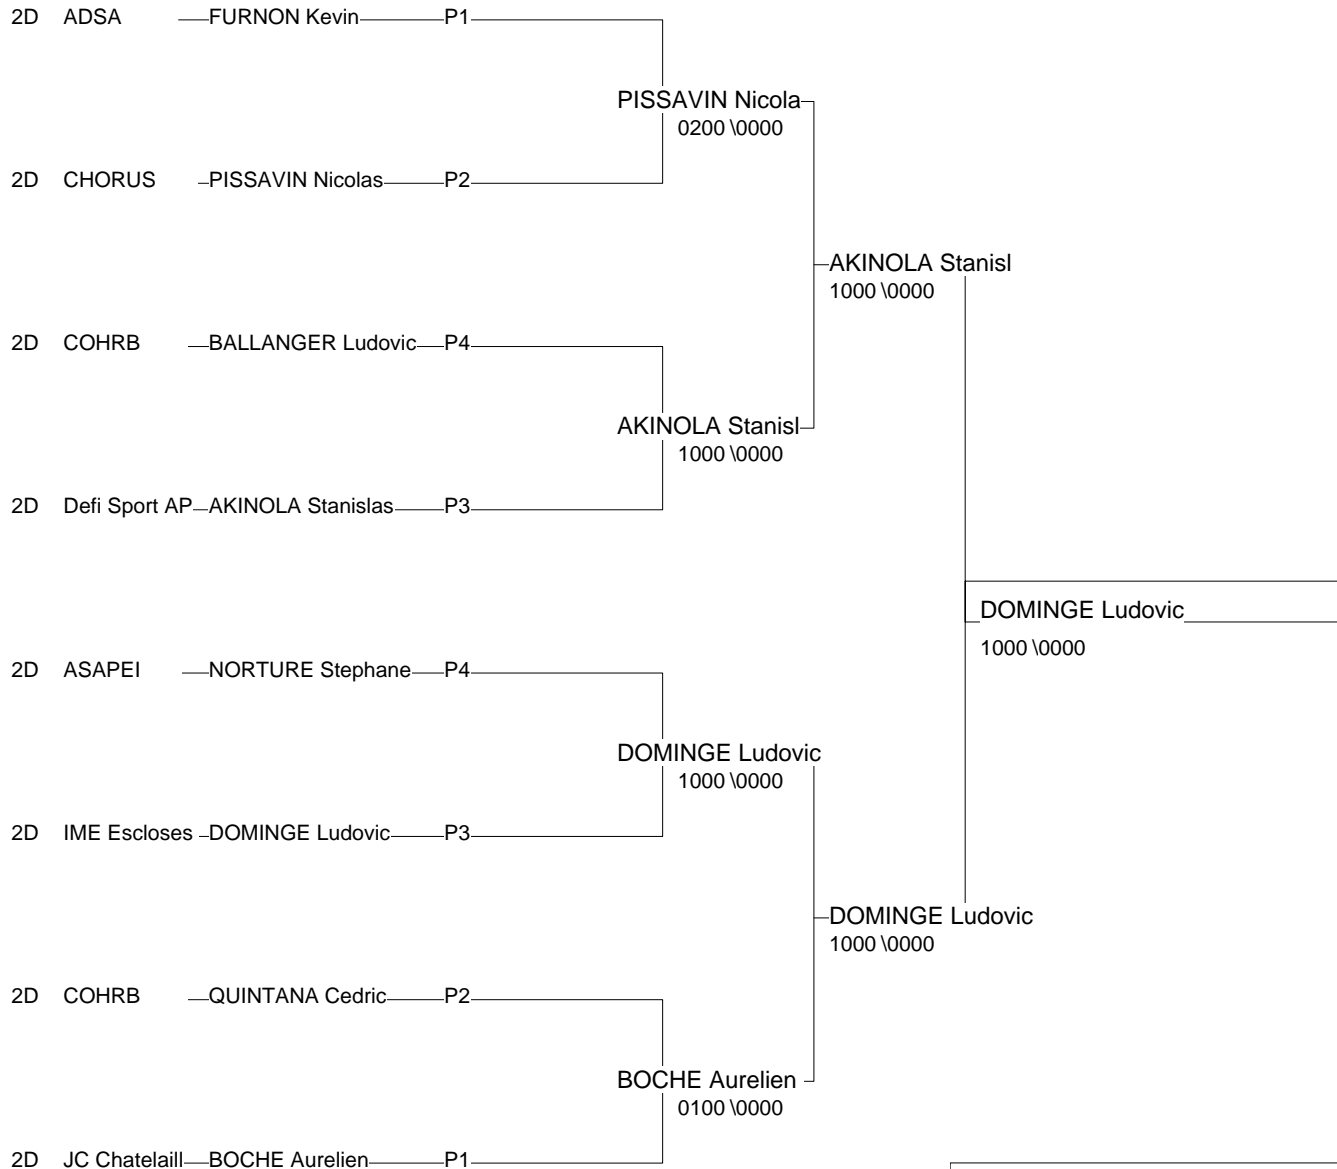 2D ADSA FURNON Kevin P1
PISSAVIN Nicola
0200 \0000
2D CHORUS PISSAVIN Nicolas P2
AKINOLA Stanisl
1000 \0000
2D COHRB BALLANGER Ludovic P4
AKINOLA Stanisl
1000 \0000
2D Defi Sport AP AKINOLA Stanislas P3
DOMINGE Ludovic
1000 \0000
2D ASAPEI NORTURE Stephane P4
DOMINGE Ludovic
1000 \0000
2D IME Escloses DOMINGE Ludovic P3
DOMINGE Ludovic
1000 \0000
2D COHRB QUINTANA Cedric P2
BOCHE Aurelien
0100 \0000
2D JC Chatelaill BOCHE Aurelien P1